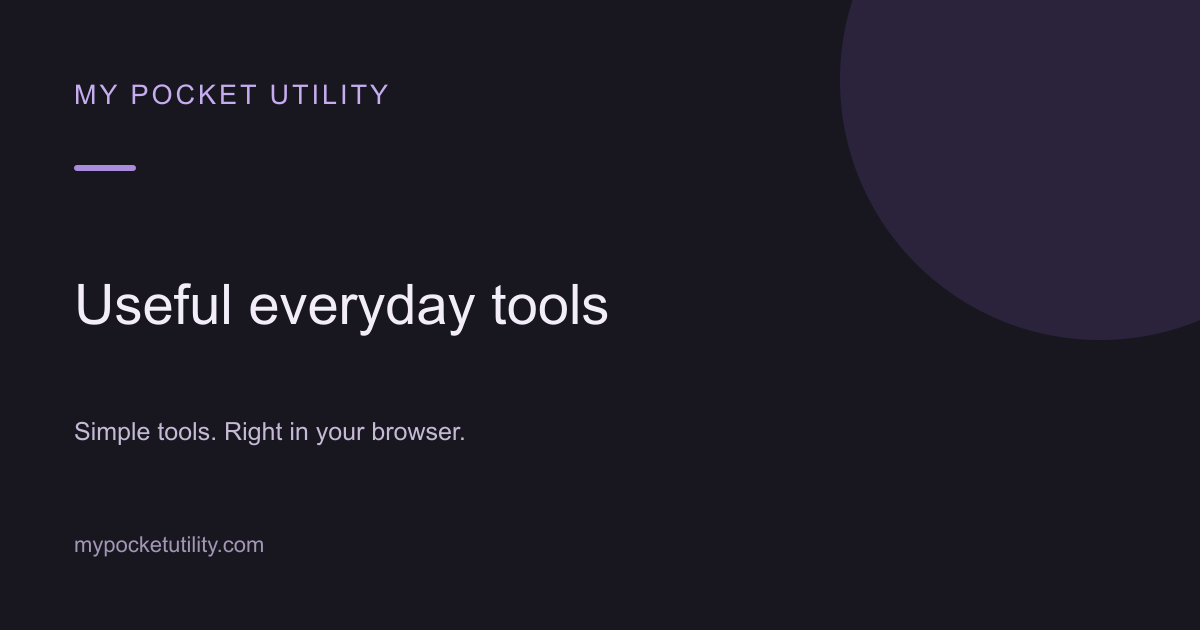 MY POCKET UTILITY
Useful everyday tools
Simple tools. Right in your browser.
mypocketutility.com